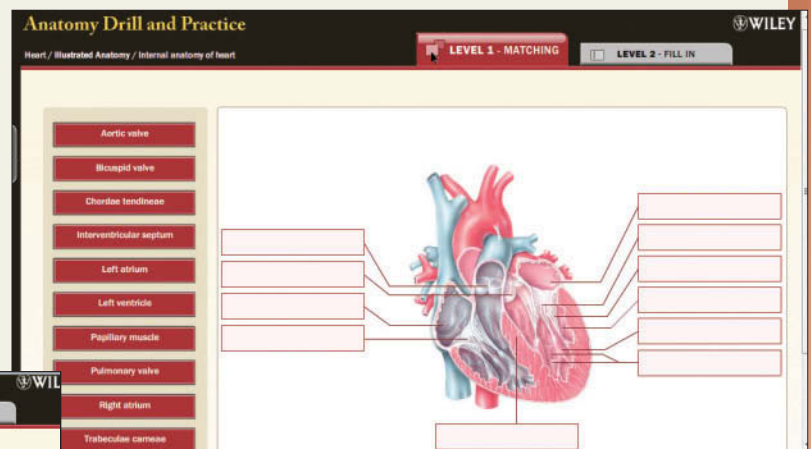 Anatomy Drill and Practice
WILEY
Heart / Illustrated Anatomy / Internal anatomy of heart
LEVEL 1 - MATCHING
LEVEL 2 - FILL IN
Aortic valve
Bicuspid valve
Chordae tendineae
Interventricular septum
Left atrium
Left ventricle
Papillary muscle
Pulmonary valve
WIL
Right atrium
Trabeculae carneae